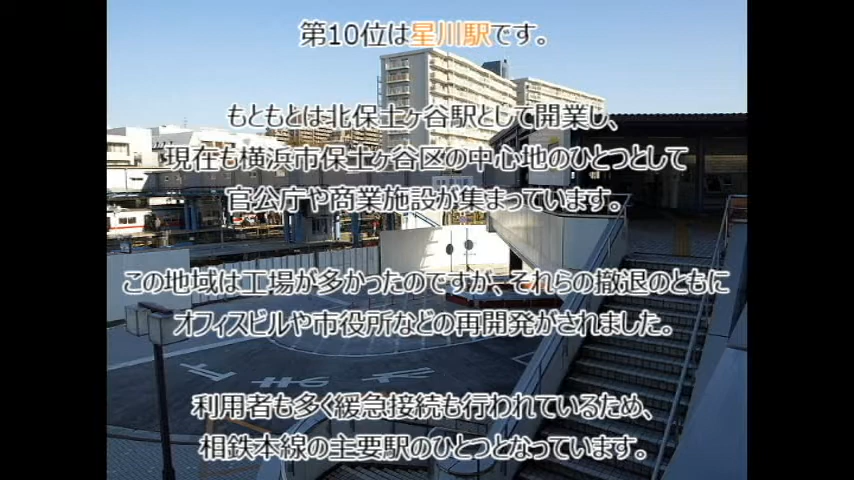 第10位は星川駅です。
もともとは北保土ヶ谷駅として開業し、
現在も横浜市保土ヶ谷区の中心地のひとつとして
官公庁や商業施設が集まっています。
この地域は工場が多かったのですが、それらの撤退のともに
オフィスビルや市役所などの再開発がされました。
利用者も多く緩急接続も行われているため、
相鉄本線の主要駅のひとつとなっています。